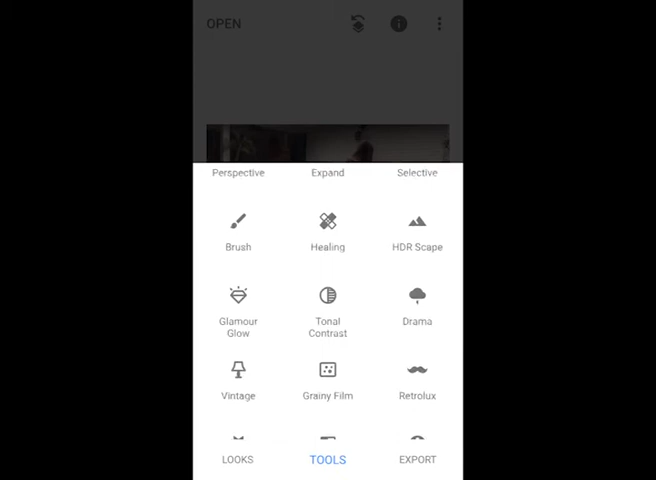 OPEN
Perspective Expand Selective
Brush Healing HDR Scape
Glamour Glow Tonal Contrast Drama
Vintage Grainy Film Retrolux
LOOKS TOOLS EXPORT